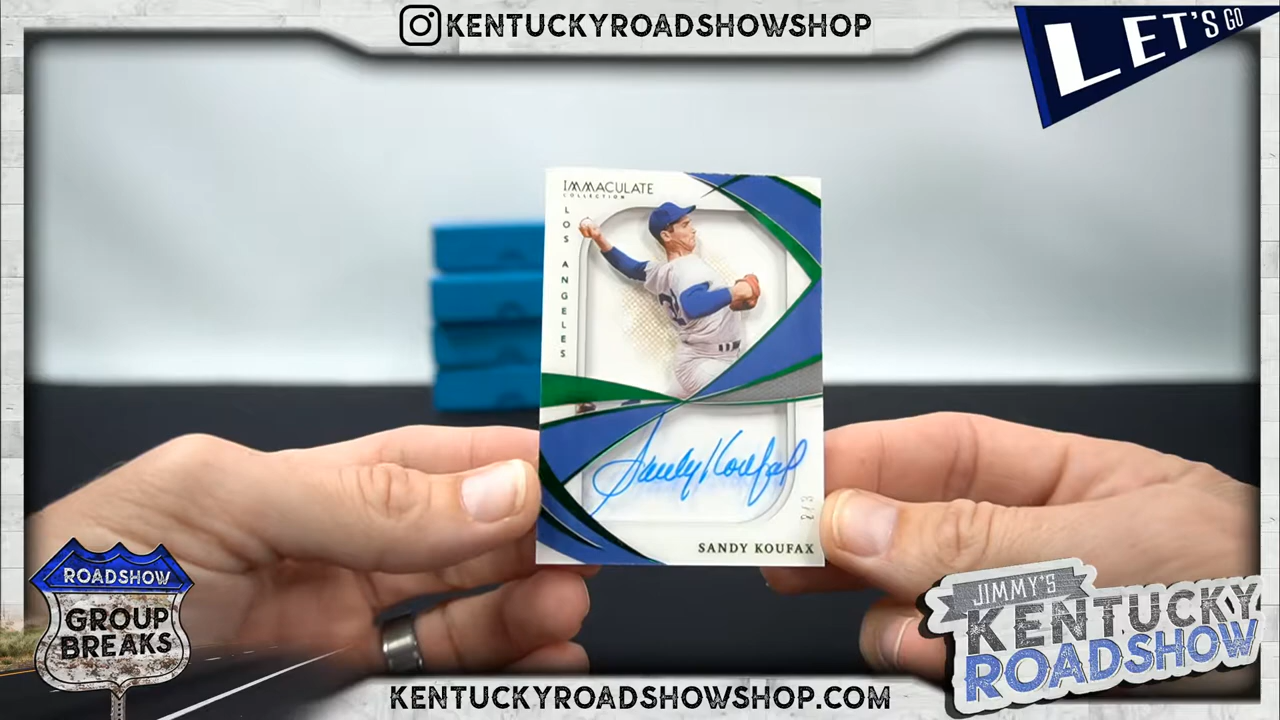 KENTUCKYROADSHOWSHOP
LET'S GO
IMMACULATE
COLLECTION
LOS ANGELES
Sandy Koufax
SANDY KOUFAX
ROADSHOW
GROUP
BREAKS
JIMMY'S
KENTUCKY
ROADSHOW
KENTUCKYROADSHOWSHOP.COM